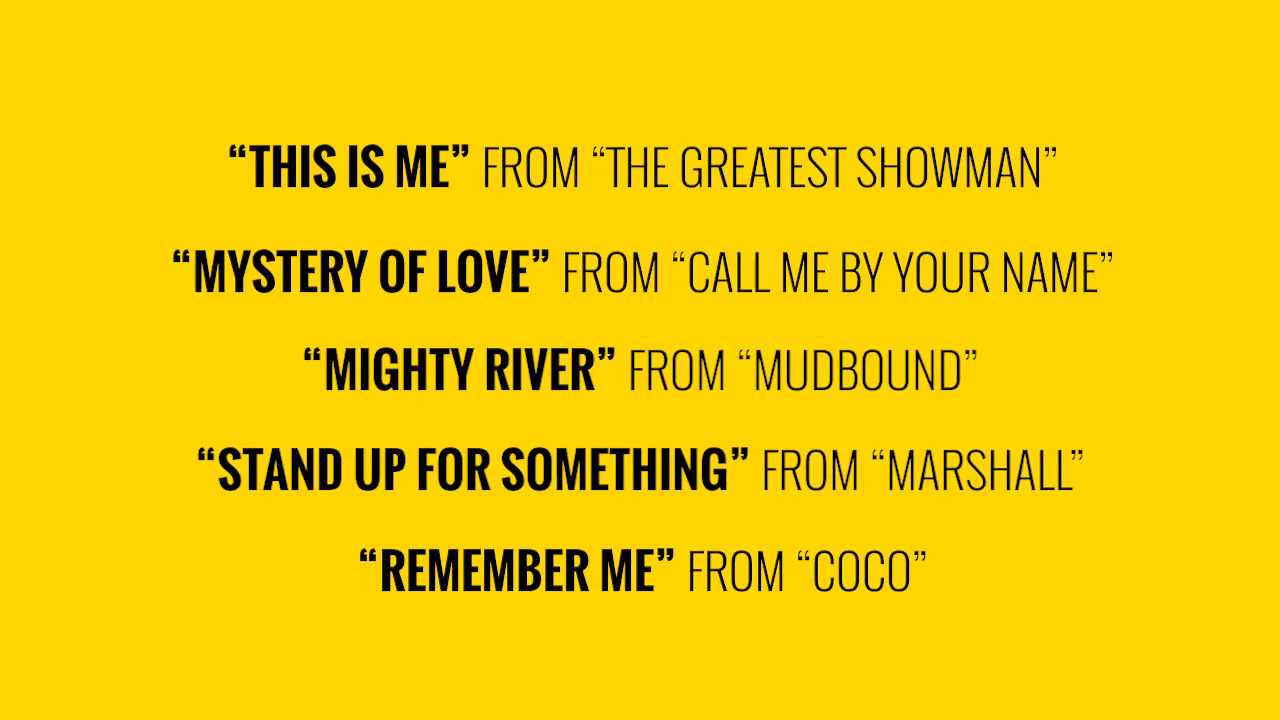 “THIS IS ME” FROM “THE GREATEST SHOWMAN”
“MYSTERY OF LOVE” FROM “CALL ME BY YOUR NAME”
“MIGHTY RIVER” FROM “MUDBOUND”
“STAND UP FOR SOMETHING” FROM “MARSHALL”
“REMEMBER ME” FROM “COCO”